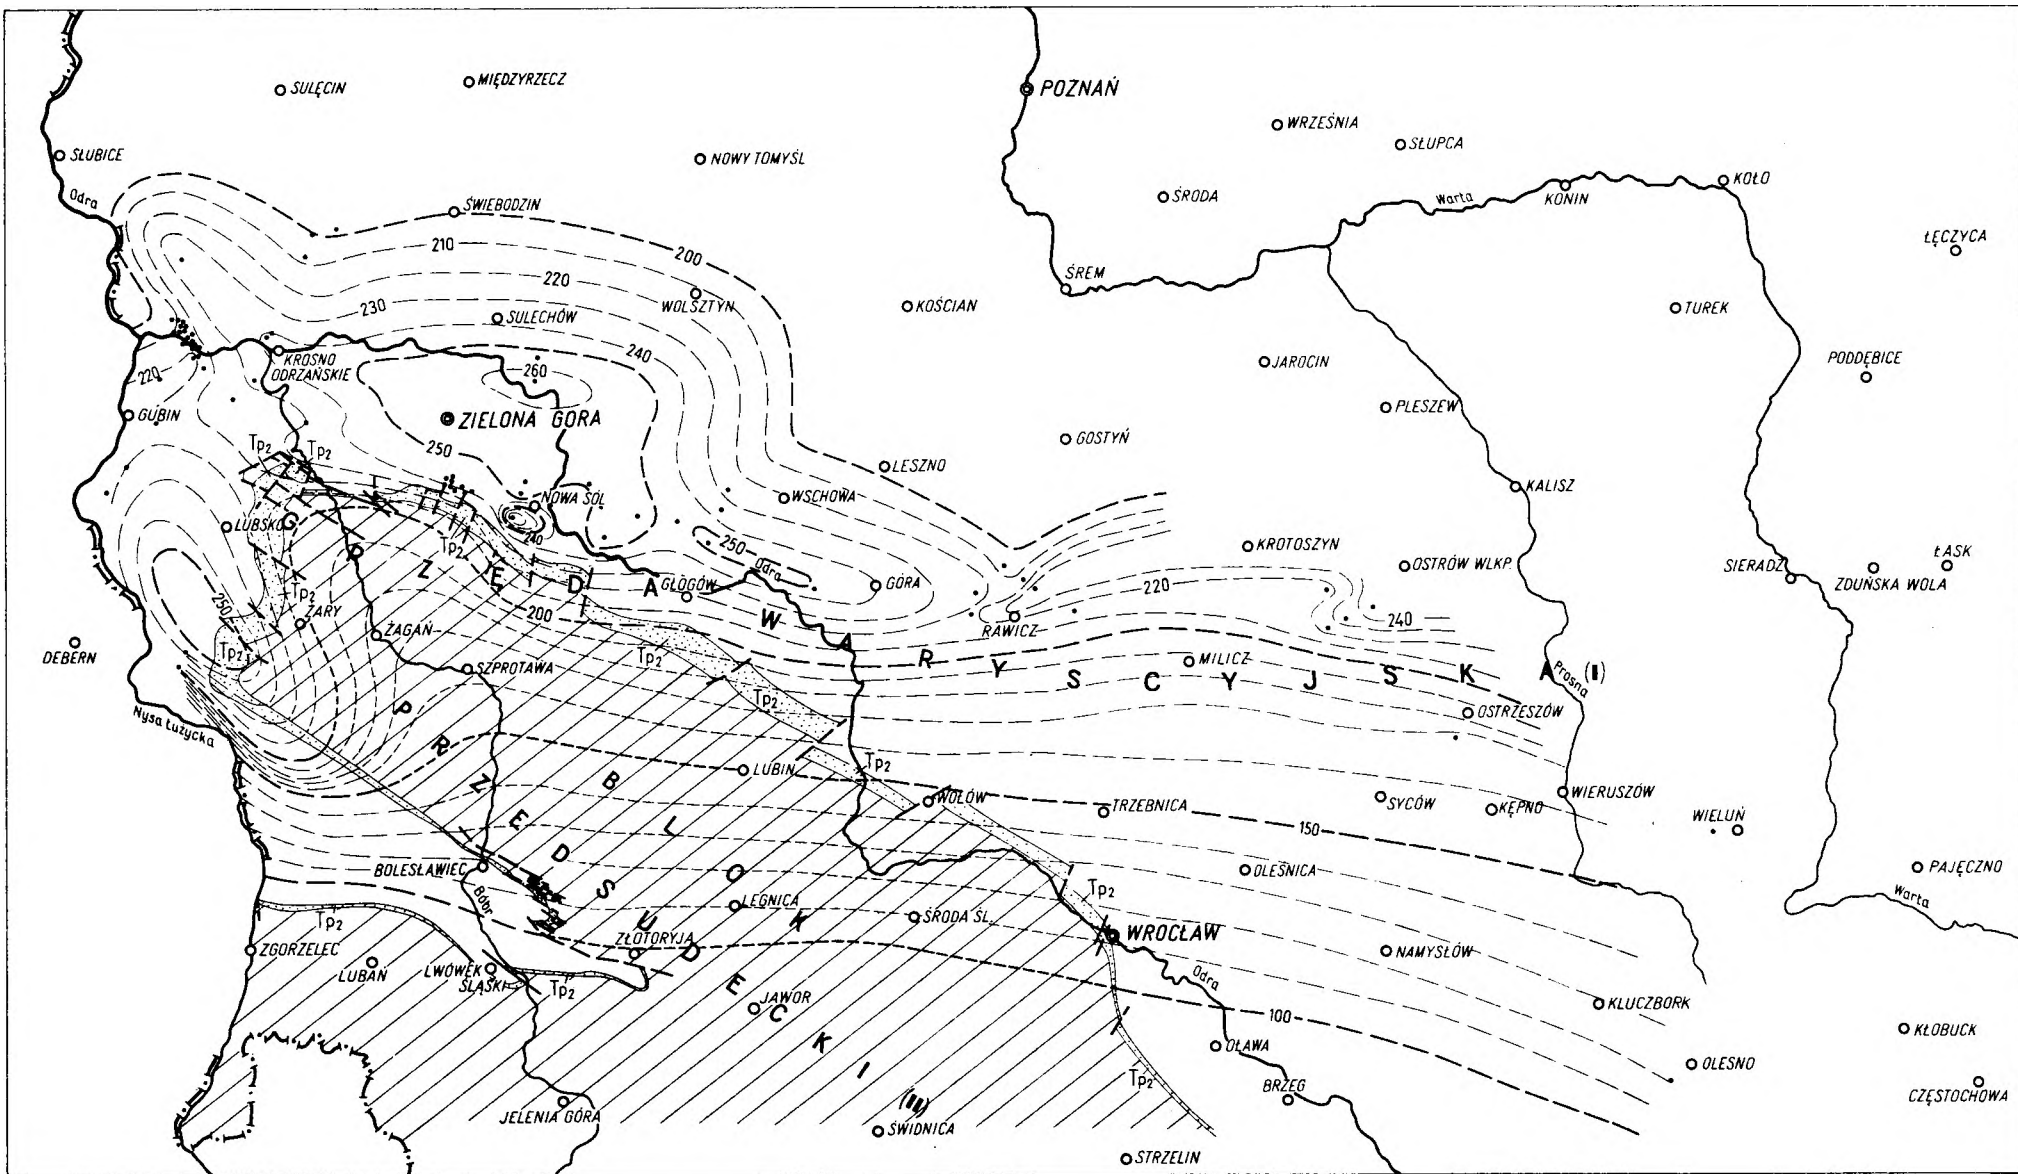 SULĘCIN
MIĘDZYRZECZ
POZNAŃ
WRZEŚNIA
SŁUPCA
SŁUBICE
NOWY TOMYŚL
Odra
ŚWIEBODZIN
ŚRODA
Warta
KONIN
KOŁO
200
210
ŁĘCZYCA
220
ŚREM
230
WOLSZTYN
KOŚCIAN
TUREK
SULECHÓW
240
KROSNO
ODRZAŃSKIE
JAROCIN
PODDĘBICE
220
260
GUBIN
ZIELONA GÓRA
PLESZEW
250
GOSTYŃ
Tp2
Tp2
LESZNO
KALISZ
WSCHOWA
NOWA SÓL
LUBSKO
240
Tp2
250
Odra
KROTOSZYN
OSTRÓW WLKP.
SIERADZ
ŁASK
ZDUŃSKA WOLA
PRZEDGÓRZE
GŁOGÓW
GÓRA
220
250
Tp2
ŻARY
200
RAWICZ
240
ŻAGAŃ
DEBERN
Tp2
SZPROTAWA
Tp2
MILICZ
W A R Y S C Y J S K A (I)
Prosna
Tp2
OSTRZESZÓW
Nysa Łużycka
LUBIN
Tp2
WOŁÓW
TRZEBNICA
SYCÓW
KĘPNO
WIERUSZÓW
150
WIELUŃ
BOLESŁAWIEC
OLEŚNICA
PAJĘCZNO
Bóbr
LEGNICA
ŚRODA ŚL.
Tp2
Warta
Tp2
WROCŁAW
ZGORZELEC
LUBAŃ
LWÓWEK
ŚLĄSKI
ZŁOTORYJA
NAMYSŁÓW
Tp2
Odra
BLOK
PRZEDSUDECKI
(II)
JAWOR
KLUCZBORK
100
KŁOBUCK
OŁAWA
OLESNO
Tp2
BRZEG
CZĘSTOCHOWA
JELENIA GÓRA
ŚWIDNICA
STRZELIN